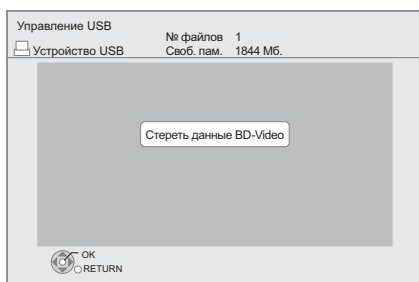 Управление USB
№ файлов 1
Устройство USB
Своб. пам. 1844 Мб.
Стереть данные BD-Video
OK
RETURN